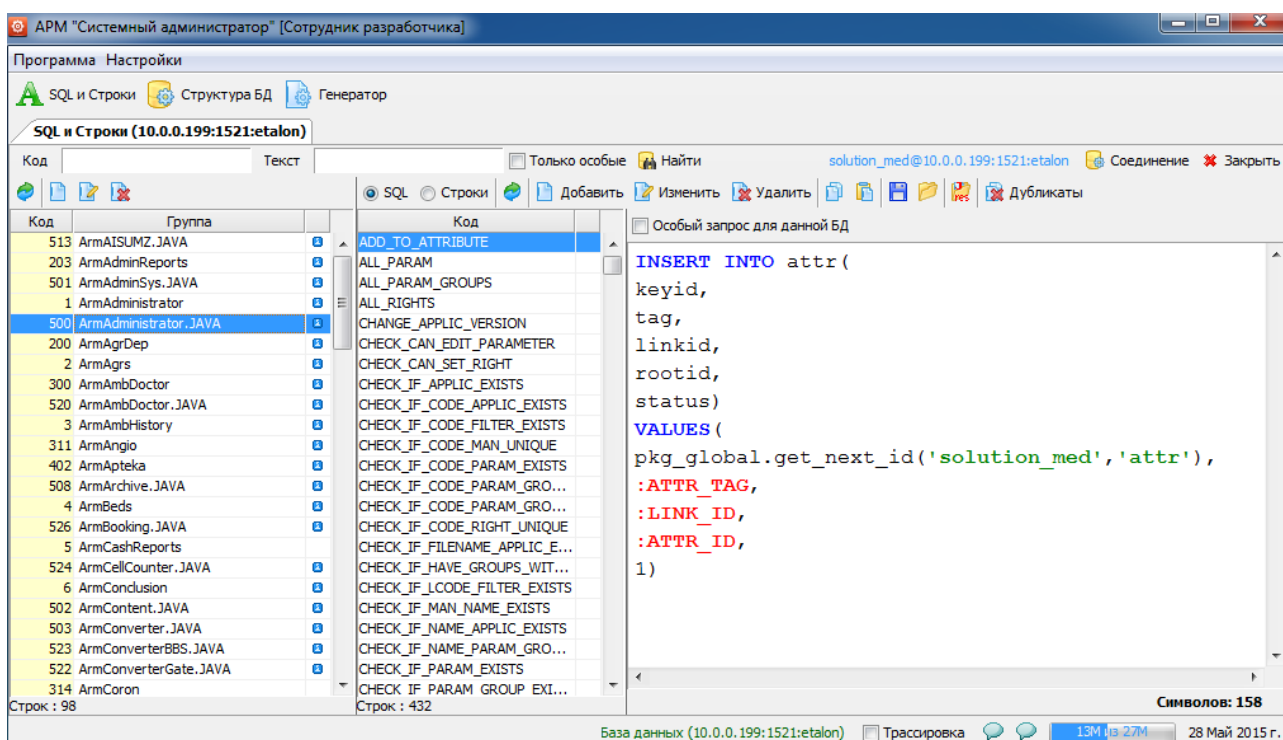 АРМ "Системный администратор" [Сотрудник разработчика]
Программа Настройки
SQL и Строки Структура БД Генератор
SQL и Строки (10.0.0.199:1521:etalon)
Код Текст Только особые Найти solution_med@10.0.0.199:1521:etalon Соединение Закрыть
SQL Строки Добавить Изменить Удалить Дубликаты
Код Группа
513 ArmAISUMZ.JAVA
203 ArmAdminReports
501 ArmAdminSys.JAVA
1 ArmAdministrator
500 ArmAdministrator.JAVA
200 ArmAgrDep
2 ArmAgrs
300 ArmAmbDoctor
520 ArmAmbDoctor.JAVA
3 ArmAmbHistory
311 ArmAngio
402 ArmApteka
508 ArmArchive.JAVA
4 ArmBeds
526 ArmBooking.JAVA
5 ArmCashReports
524 ArmCellCounter.JAVA
6 ArmConclusion
502 ArmContent.JAVA
503 ArmConverter.JAVA
523 ArmConverterBBS.JAVA
522 ArmConverterGate.JAVA
314 ArmCoron
Строк : 98
Код
ADD_TO_ATTRIBUTE
ALL_PARAM
ALL_PARAM_GROUPS
ALL_RIGHTS
CHANGE_APPLIC_VERSION
CHECK_CAN_EDIT_PARAMETER
CHECK_CAN_SET_RIGHT
CHECK_IF_APPLIC_EXISTS
CHECK_IF_CODE_APPLIC_EXISTS
CHECK_IF_CODE_FILTER_EXISTS
CHECK_IF_CODE_MAN_UNIQUE
CHECK_IF_CODE_PARAM_EXISTS
CHECK_IF_CODE_PARAM_GRO...
CHECK_IF_CODE_PARAM_GRO...
CHECK_IF_CODE_RIGHT_UNIQUE
CHECK_IF_FILENAME_APPLIC_E...
CHECK_IF_HAVE_GROUPS_WIT...
CHECK_IF_LCODE_FILTER_EXISTS
CHECK_IF_MAN_NAME_EXISTS
CHECK_IF_NAME_APPLIC_EXISTS
CHECK_IF_NAME_PARAM_GRO...
CHECK_IF_PARAM_EXISTS
CHECK_IF_PARAM_GROUP_EXI...
Строк : 432
Особый запрос для данной БД
INSERT INTO attr(
keyid,
tag,
linkid,
rootid,
status)
VALUES(
pkg_global.get_next_id('solution_med','attr'),
:ATTR_TAG,
:LINK_ID,
:ATTR_ID,
1)
Символов: 158
База данных (10.0.0.199:1521:etalon) Трассировка 13M из 27M 28 Май 2015 г.